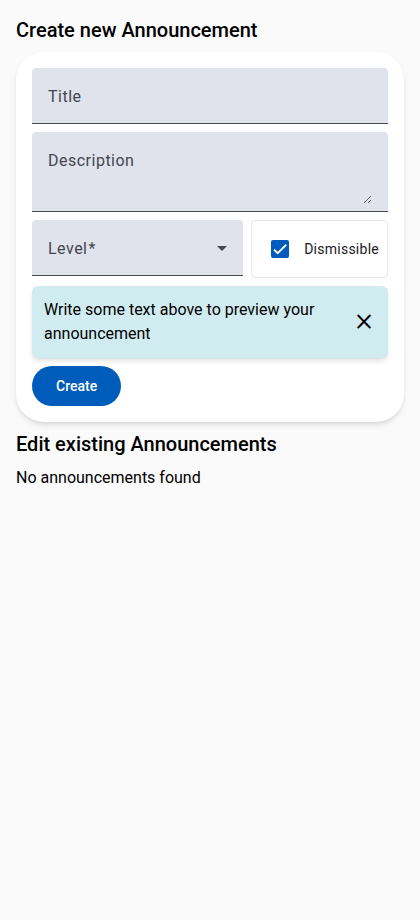 Create new Announcement
Title
Description
Level*
Dismissible
Write some text above to preview your
announcement
Create
Edit existing Announcements
No announcements found